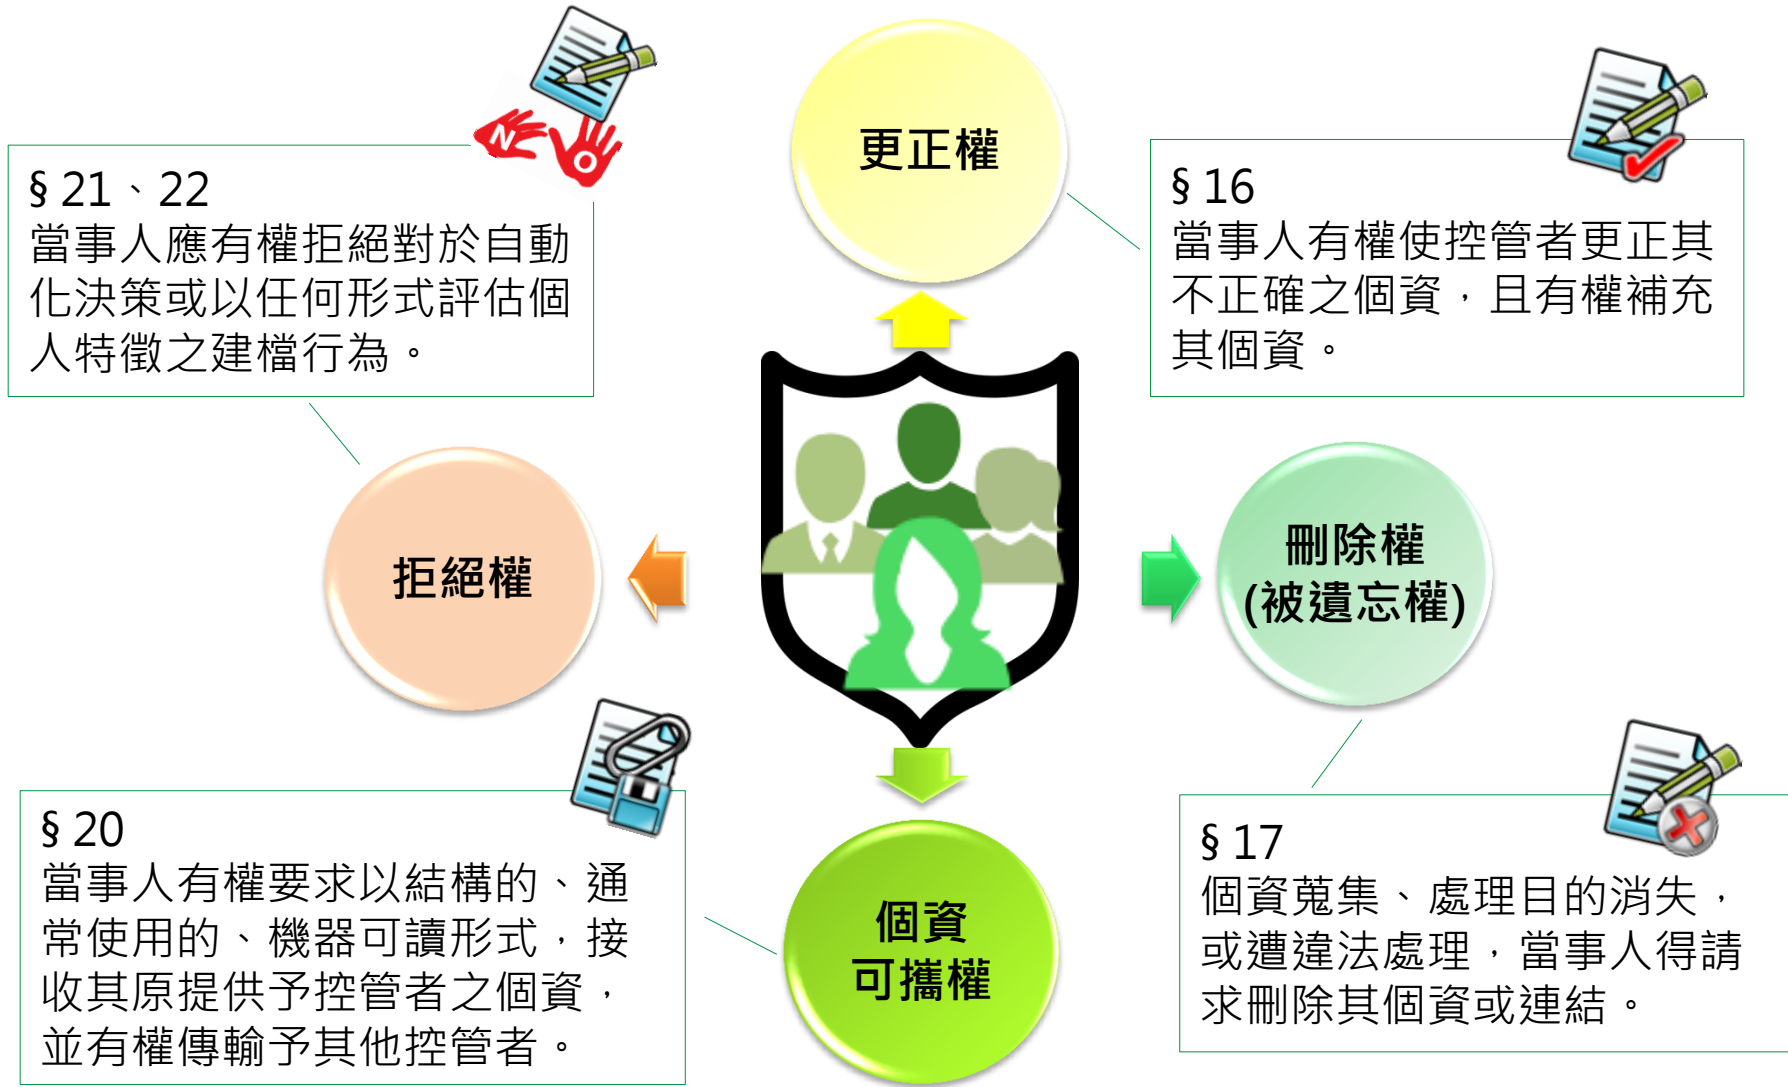 更正權
§ 21、22
當事人應有權拒絕對於自動
化決策或以任何形式評估個
人特徵之建檔行為。
NO
§ 16
當事人有權使控管者更正其
不正確之個資，且有權補充
其個資。
拒絕權
刪除權
(被遺忘權)
§ 20
當事人有權要求以結構的、通
常使用的、機器可讀形式，接
收其原提供予控管者之個資，
並有權傳輸予其他控管者。
個資
可攜權
§ 17
個資蒐集、處理目的消失，
或遭違法處理，當事人得請
求刪除其個資或連結。